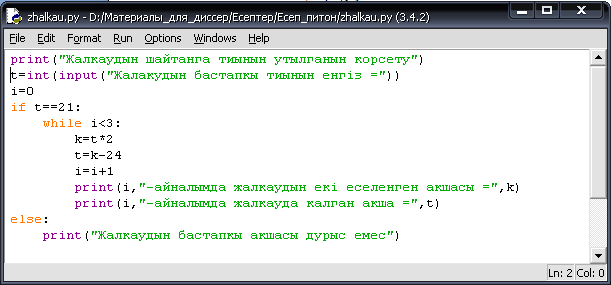 zhalkau.py - D:/Материалы_для_диссер/Есептер/Есеп_питон/zhalkau.py (3.4.2)
File Edit Format Run Options Windows Help
print("Жалкаудын шайтанга тиынын утылганын корсету")
t=int(input("Жалакудын бастапкы тиынын енгіз ="))
i=0
if t==21:
    while i<3:
        k=t*2
        t=k-24
        i=i+1
        print(i,"-айналымда жалкаудын екі еселенген акшасы =",k)
        print(i,"-айналымда жалкауда калган акша =",t)
else:
    print("Жалкаудын бастапкы акшасы дурыс емес")
Ln: 2 Col: 0